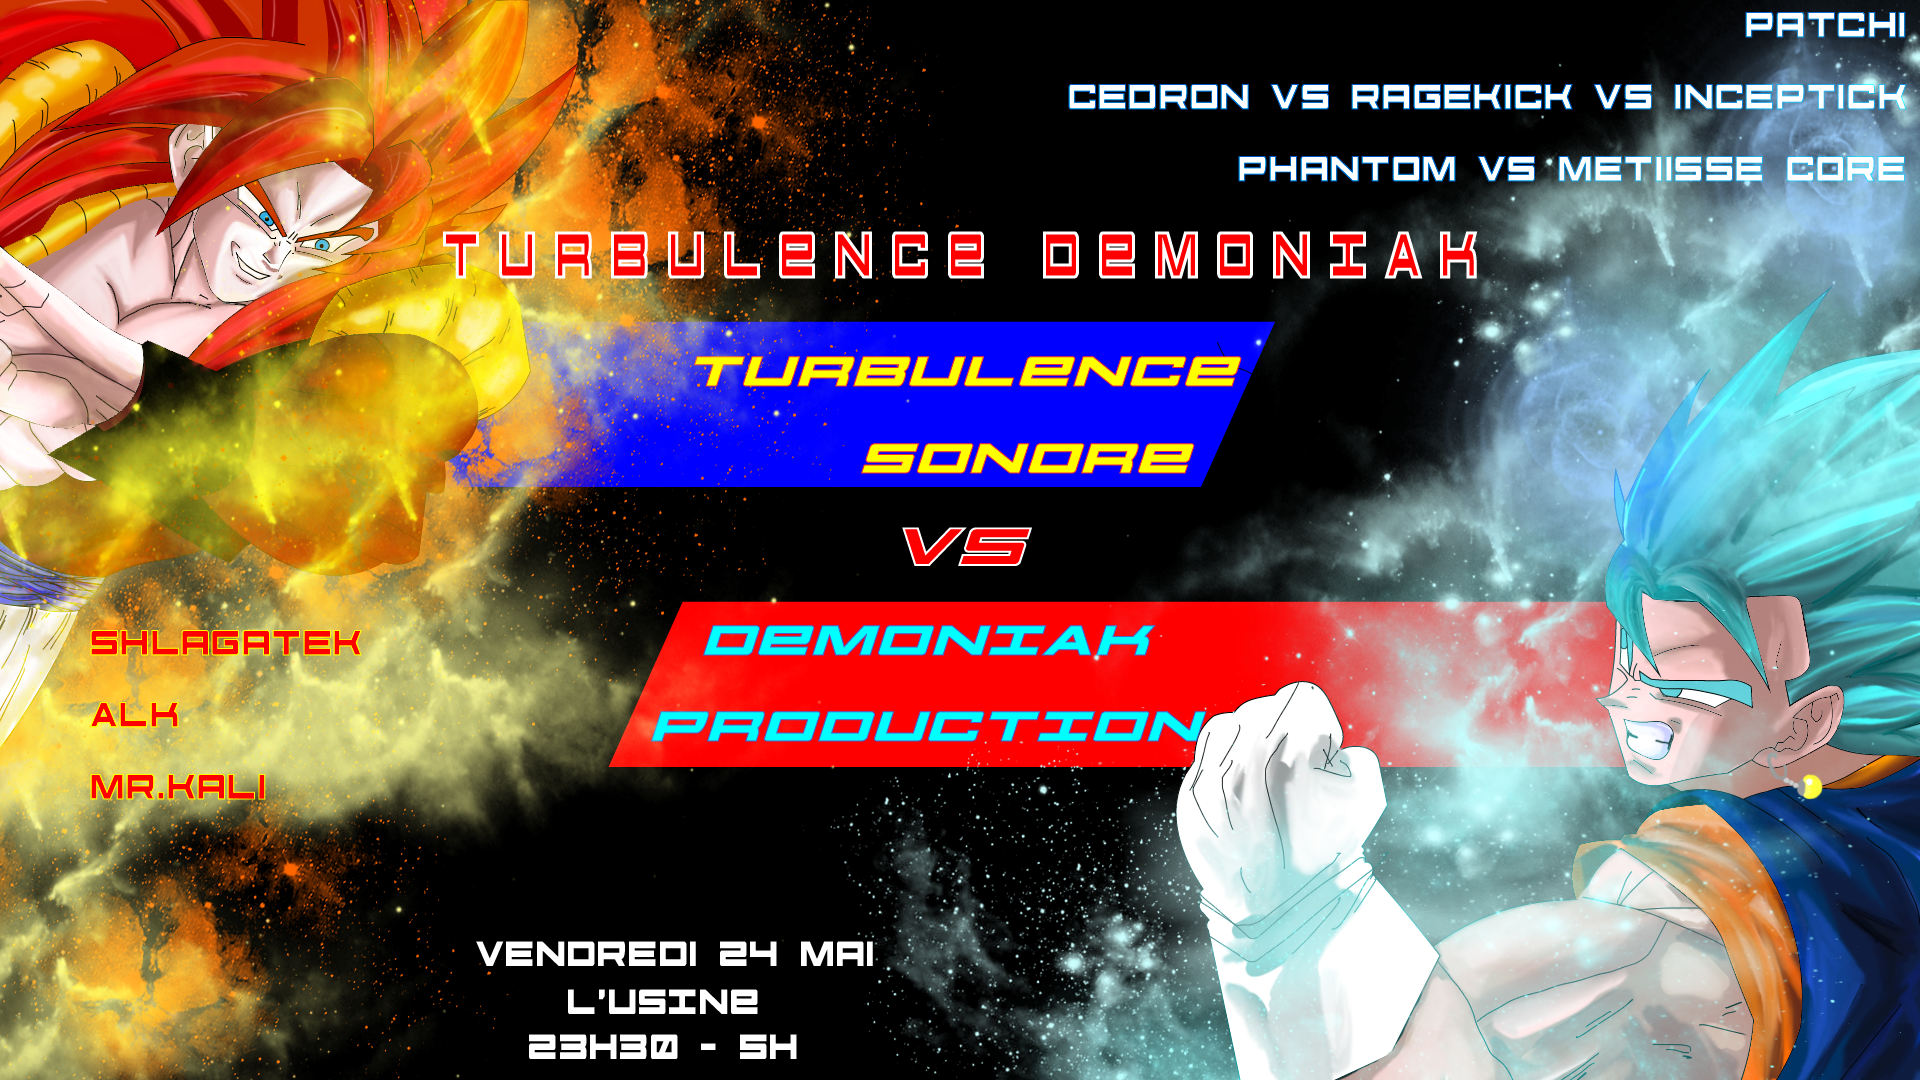 PATCHI
CEDRON VS RAGEKICK VS INCEPTICK
PHANTOM VS METIISSE CORE
TURBULENCE DEMONIAK
TURBULENCE
SONORE
VS
DEMONIAK
PRODUCTION
SHLAGATEK
ALK
MR.KALI
VENDREDI 24 MAI
L'USINE
23H30 - 5H